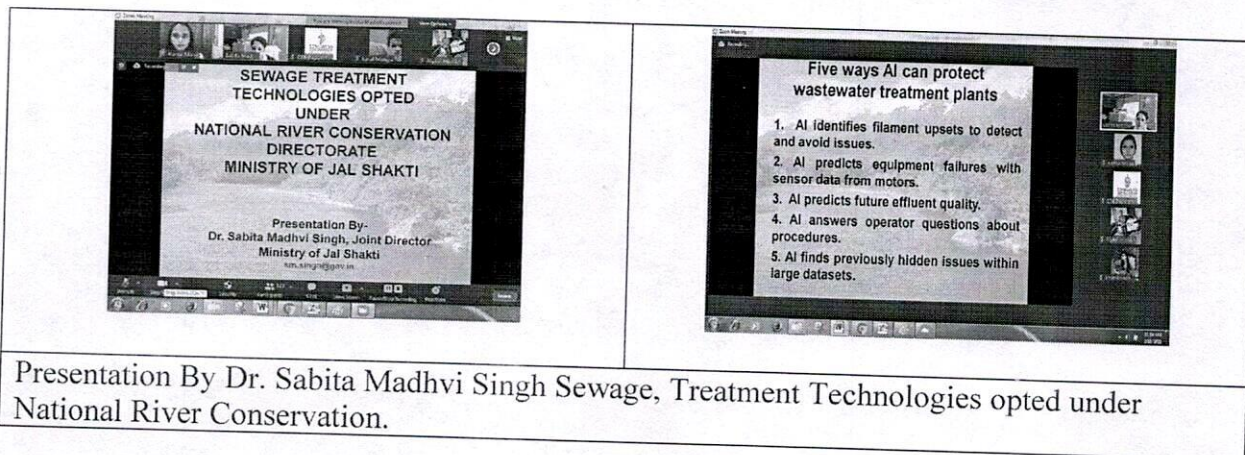 Zoom Meeting
SEWAGE TREATMENT
TECHNOLOGIES OPTED
UNDER
NATIONAL RIVER CONSERVATION
DIRECTORATE
MINISTRY OF JAL SHAKTI
Presentation By-
Dr. Sabita Madhvi Singh, Joint Director
Ministry of Jal Shakti
Zoom Meeting
Five ways AI can protect
wastewater treatment plants
1. AI identifies filament upsets to detect
and avoid issues.
2. AI predicts equipment failures with
sensor data from motors.
3. AI predicts future effluent quality.
4. AI answers operator questions about
procedures.
5. AI finds previously hidden issues within
large datasets.
Presentation By Dr. Sabita Madhvi Singh Sewage, Treatment Technologies opted under
National River Conservation.